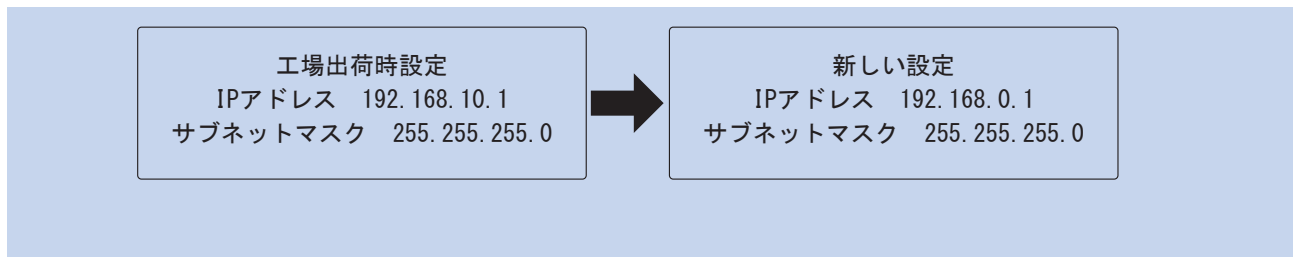 工場出荷時設定
IPアドレス　192.168.10.1
サブネットマスク　255.255.255.0
新しい設定
IPアドレス　192.168.0.1
サブネットマスク　255.255.255.0